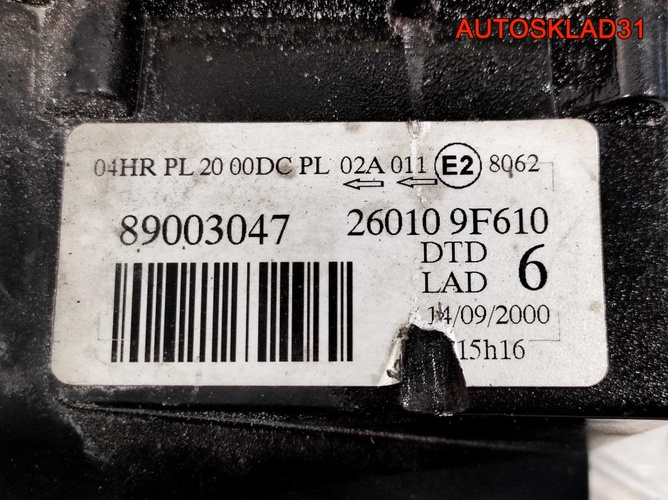 AUTOSKLAD31
04HR PL 20 00DC PL 02A 011 E2 8062
89003047 26010 9F610
DTD
LAD 6
14/09/2000
15h16